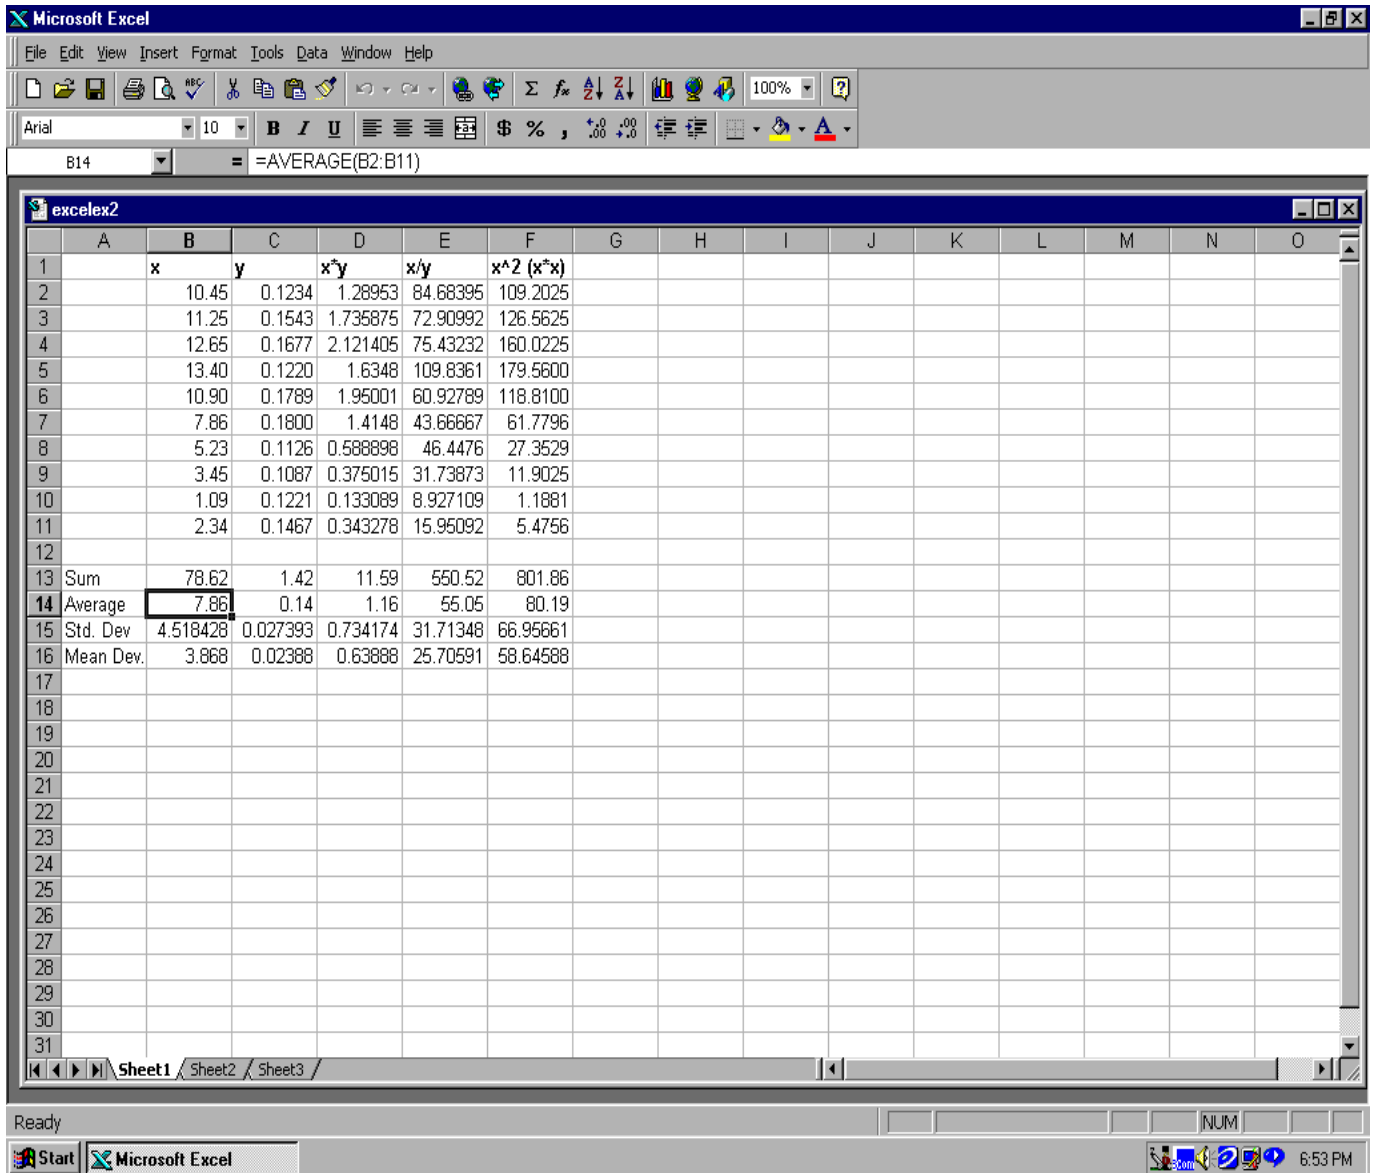 Microsoft Excel
File Edit View Insert Format Tools Data Window Help
ABC Σ fx A Z Z A 100% ?
Arial 10 B I U a $ % , .0 .00 .00 .0 A
B14 = =AVERAGE(B2:B11)
excelex2
A B C D E F G H I J K L M N O
1 x y x*y x/y x^2 (x*x)
2 10.45 0.1234 1.28953 84.68395 109.2025
3 11.25 0.1543 1.735875 72.90992 126.5625
4 12.65 0.1677 2.121405 75.43232 160.0225
5 13.40 0.1220 1.6348 109.8361 179.5600
6 10.90 0.1789 1.95001 60.92789 118.8100
7 7.86 0.1800 1.4148 43.66667 61.7796
8 5.23 0.1126 0.588898 46.4476 27.3529
9 3.45 0.1087 0.375015 31.73873 11.9025
10 1.09 0.1221 0.133089 8.927109 1.1881
11 2.34 0.1467 0.343278 15.95092 5.4756
12
13 Sum 78.62 1.42 11.59 550.52 801.86
14 Average 7.86 0.14 1.16 55.05 80.19
15 Std. Dev 4.518428 0.027393 0.734174 31.71348 66.95661
16 Mean Dev. 3.868 0.02388 0.63888 25.70591 58.64588
17
18
19
20
21
22
23
24
25
26
27
28
29
30
31
Sheet1 Sheet2 Sheet3
Ready NUM
Start Microsoft Excel 3Com 6:53 PM